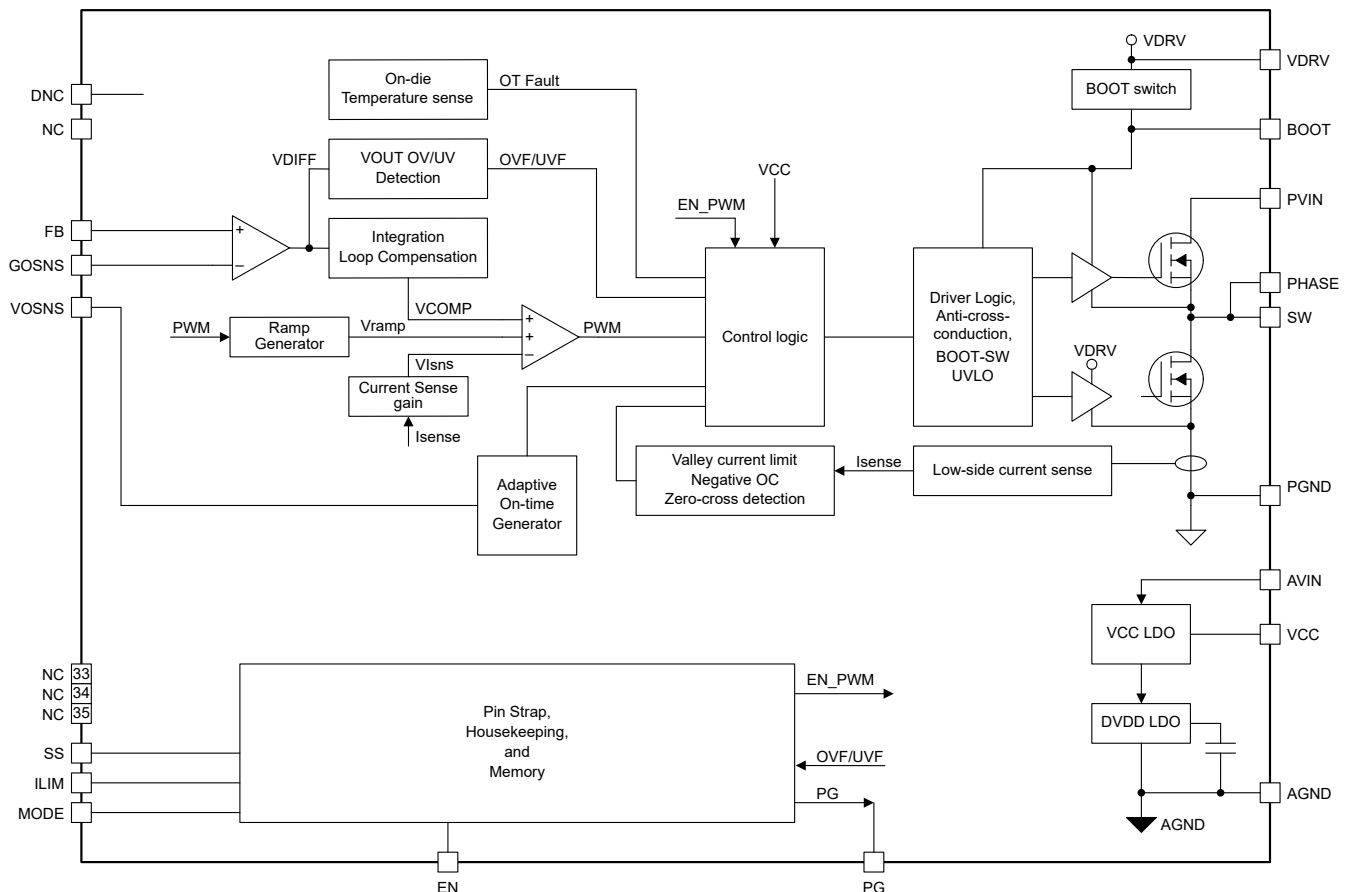 VDRV
VDRV
BOOT switch
BOOT
On-die
Temperature sense
OT Fault
DNC
NC
VDIFF
VOUT OV/UV
Detection
OVF/UVF
VCC
EN_PWM
PVIN
FB
+
−
GOSNS
Integration
Loop Compensation
VOSNS
VCOMP
PWM
Ramp
Generator
Vramp
+
+
−
PWM
VIsns
Current Sense
gain
Isense
Control logic
Driver Logic,
Anti-cross-
conduction,
BOOT-SW
UVLO
PHASE
SW
VDRV
Adaptive
On-time
Generator
Valley current limit
Negative OC
Zero-cross detection
Isense
Low-side current sense
PGND
AVIN
VCC LDO
VCC
DVDD LDO
AGND
AGND
NC 33
NC 34
NC 35
SS
ILIM
MODE
Pin Strap,
Housekeeping,
and
Memory
EN_PWM
OVF/UVF
PG
EN
PG